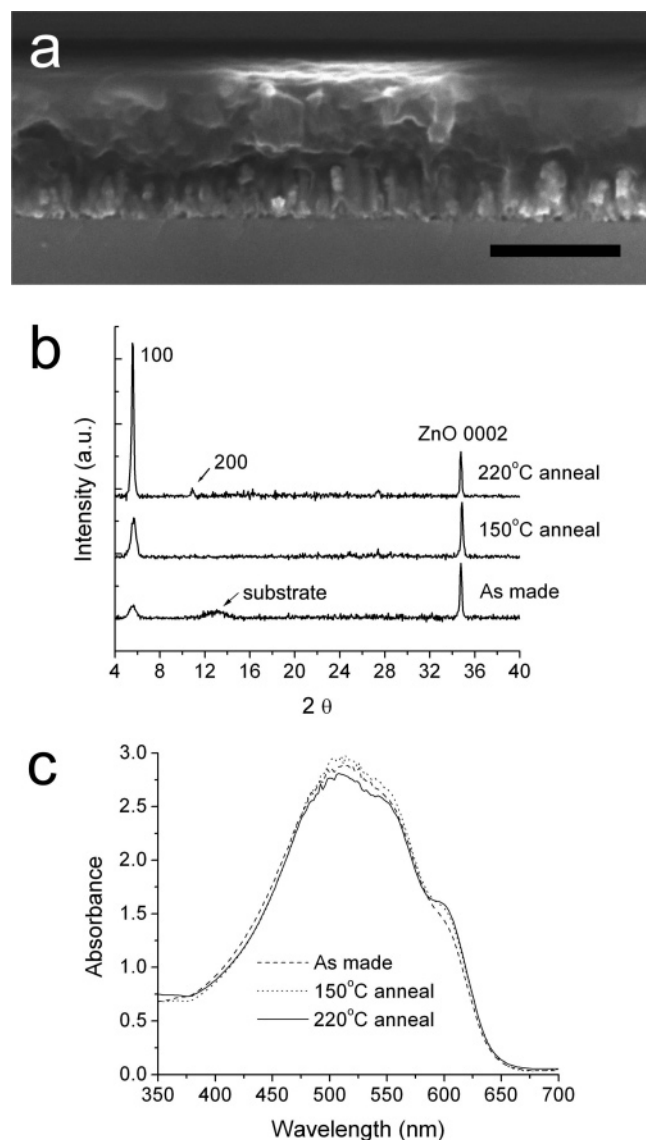 a
b
100
200
ZnO 0002
220°C anneal
150°C anneal
substrate
As made
Intensity (a.u.)
4 8 12 16 20 24 28 32 36 40
2 θ
c
3.0
2.5
2.0
1.5
1.0
0.5
0.0
Absorbance
As made
150°C anneal
220°C anneal
350 400 450 500 550 600 650 700
Wavelength (nm)